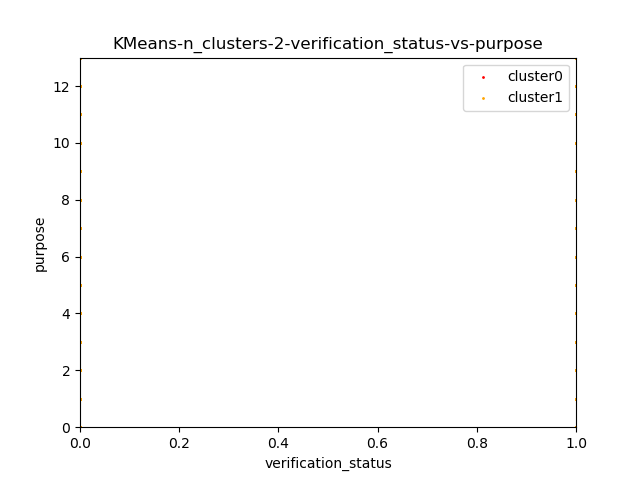 KMeans-n_clusters-2-verification_status-vs-purpose
cluster0
cluster1
12
10
8
6
4
2
0
purpose
0.0 0.2 0.4 0.6 0.8 1.0
verification_status